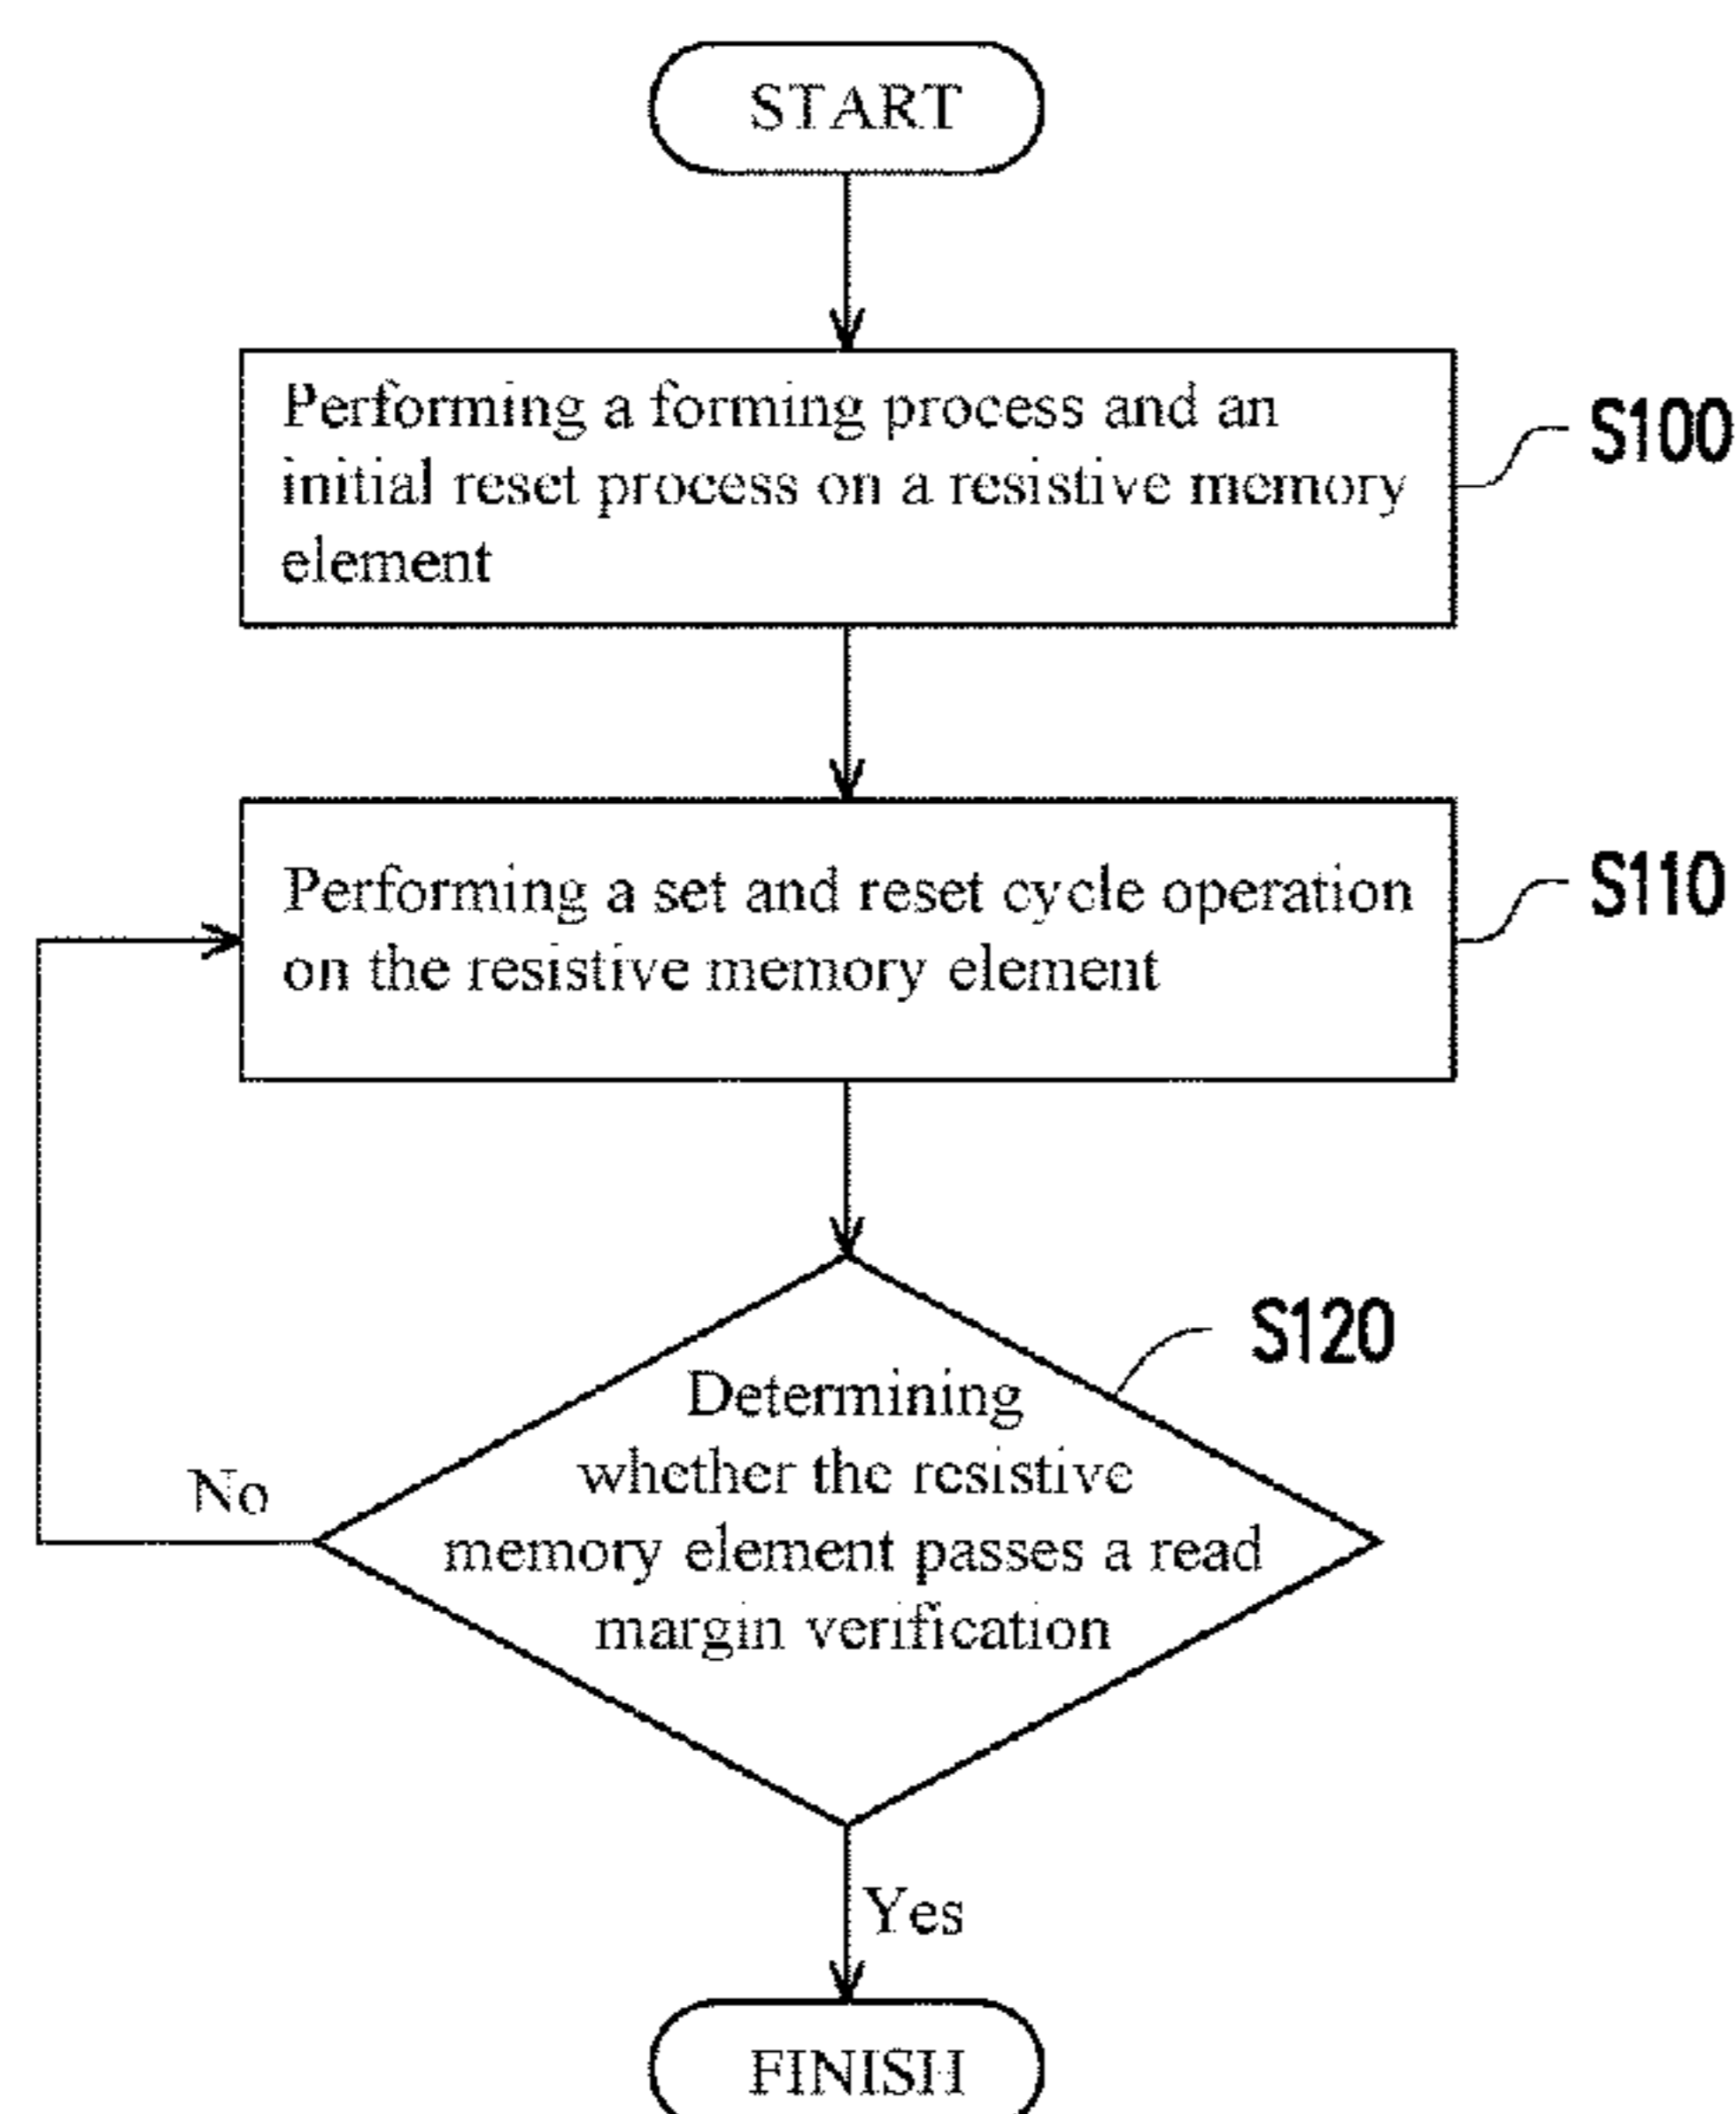 START
Performing a forming process and an
initial reset process on a resistive memory
element
S100
Performing a set and reset cycle operation
on the resistive memory element
S110
S120
Determining
whether the resistive
memory element passes a read
margin verification
No
Yes
FINISH